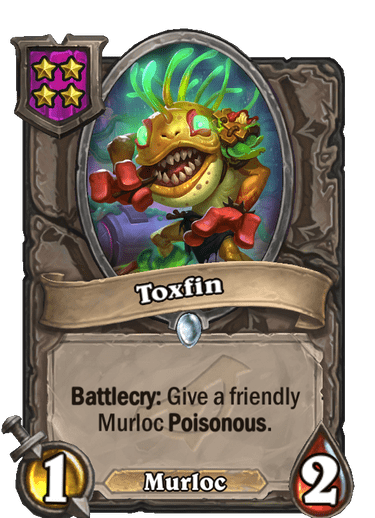 Toxfin
Battlecry: Give a friendly
Murloc Poisonous.
1
Murloc
2